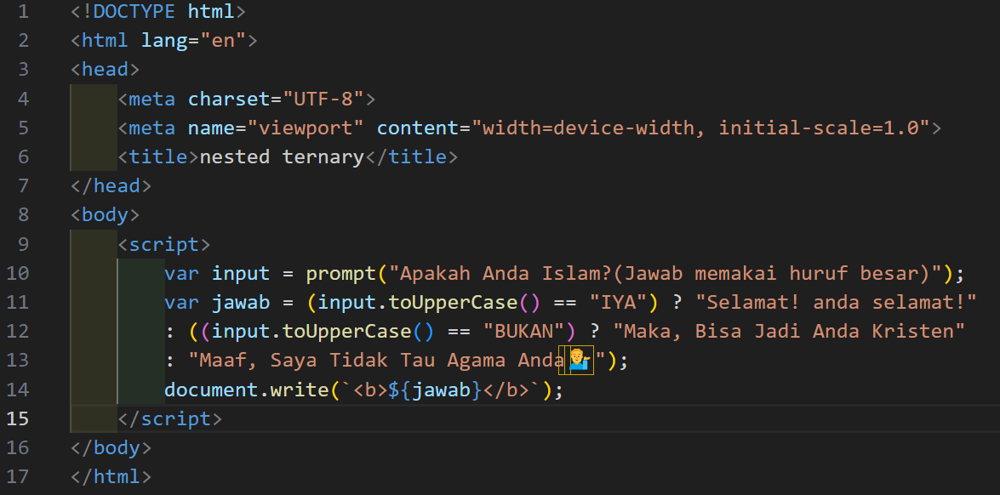 1 <!DOCTYPE html>
2 <html lang="en">
3 <head>
4 <meta charset="UTF-8">
5 <meta name="viewport" content="width=device-width, initial-scale=1.0">
6 <title>nested ternary</title>
7 </head>
8 <body>
9 <script>
10 var input = prompt("Apakah Anda Islam?(Jawab memakai huruf besar)");
11 var jawab = (input.toUpperCase() == "IYA") ? "Selamat! anda selamat!"
12 : ((input.toUpperCase() == "BUKAN") ? "Maka, Bisa Jadi Anda Kristen"
13 : "Maaf, Saya Tidak Tau Agama Anda💁‍♂️");
14 document.write(`<b>${jawab}</b>`);
15 </script>
16 </body>
17 </html>